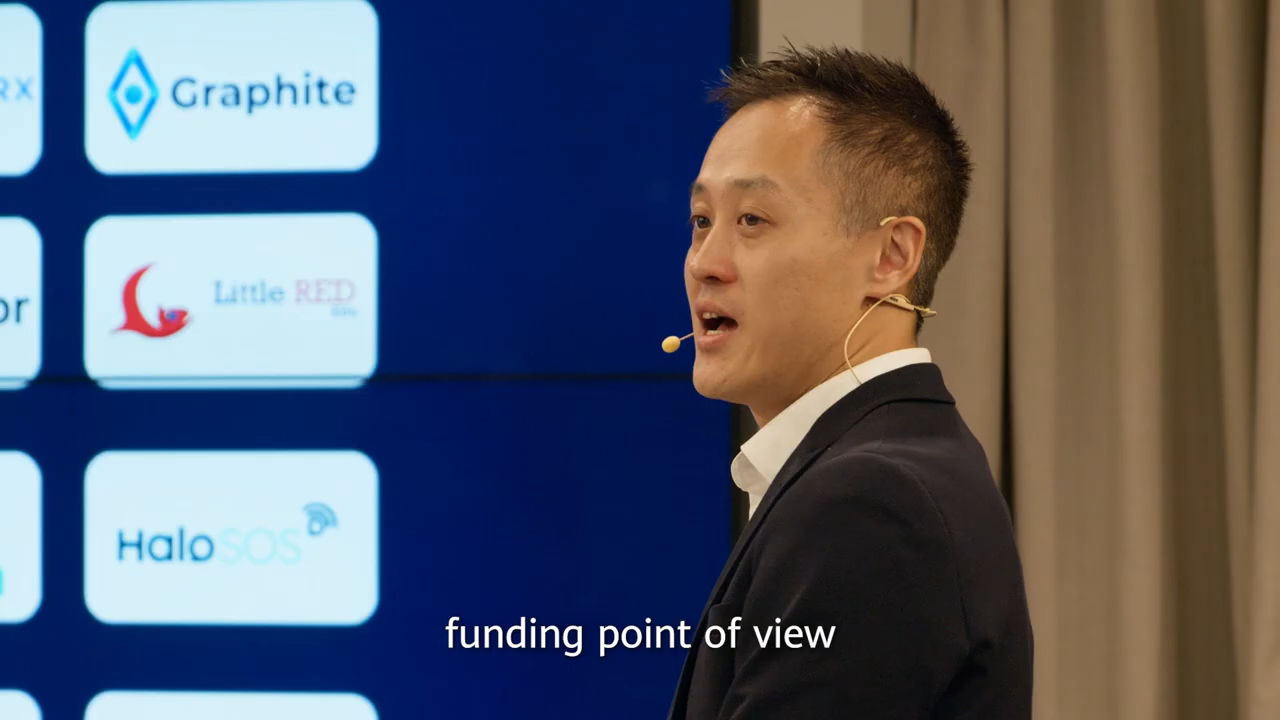 RX
Graphite
or
Little RED
HaloSOS
funding point of view